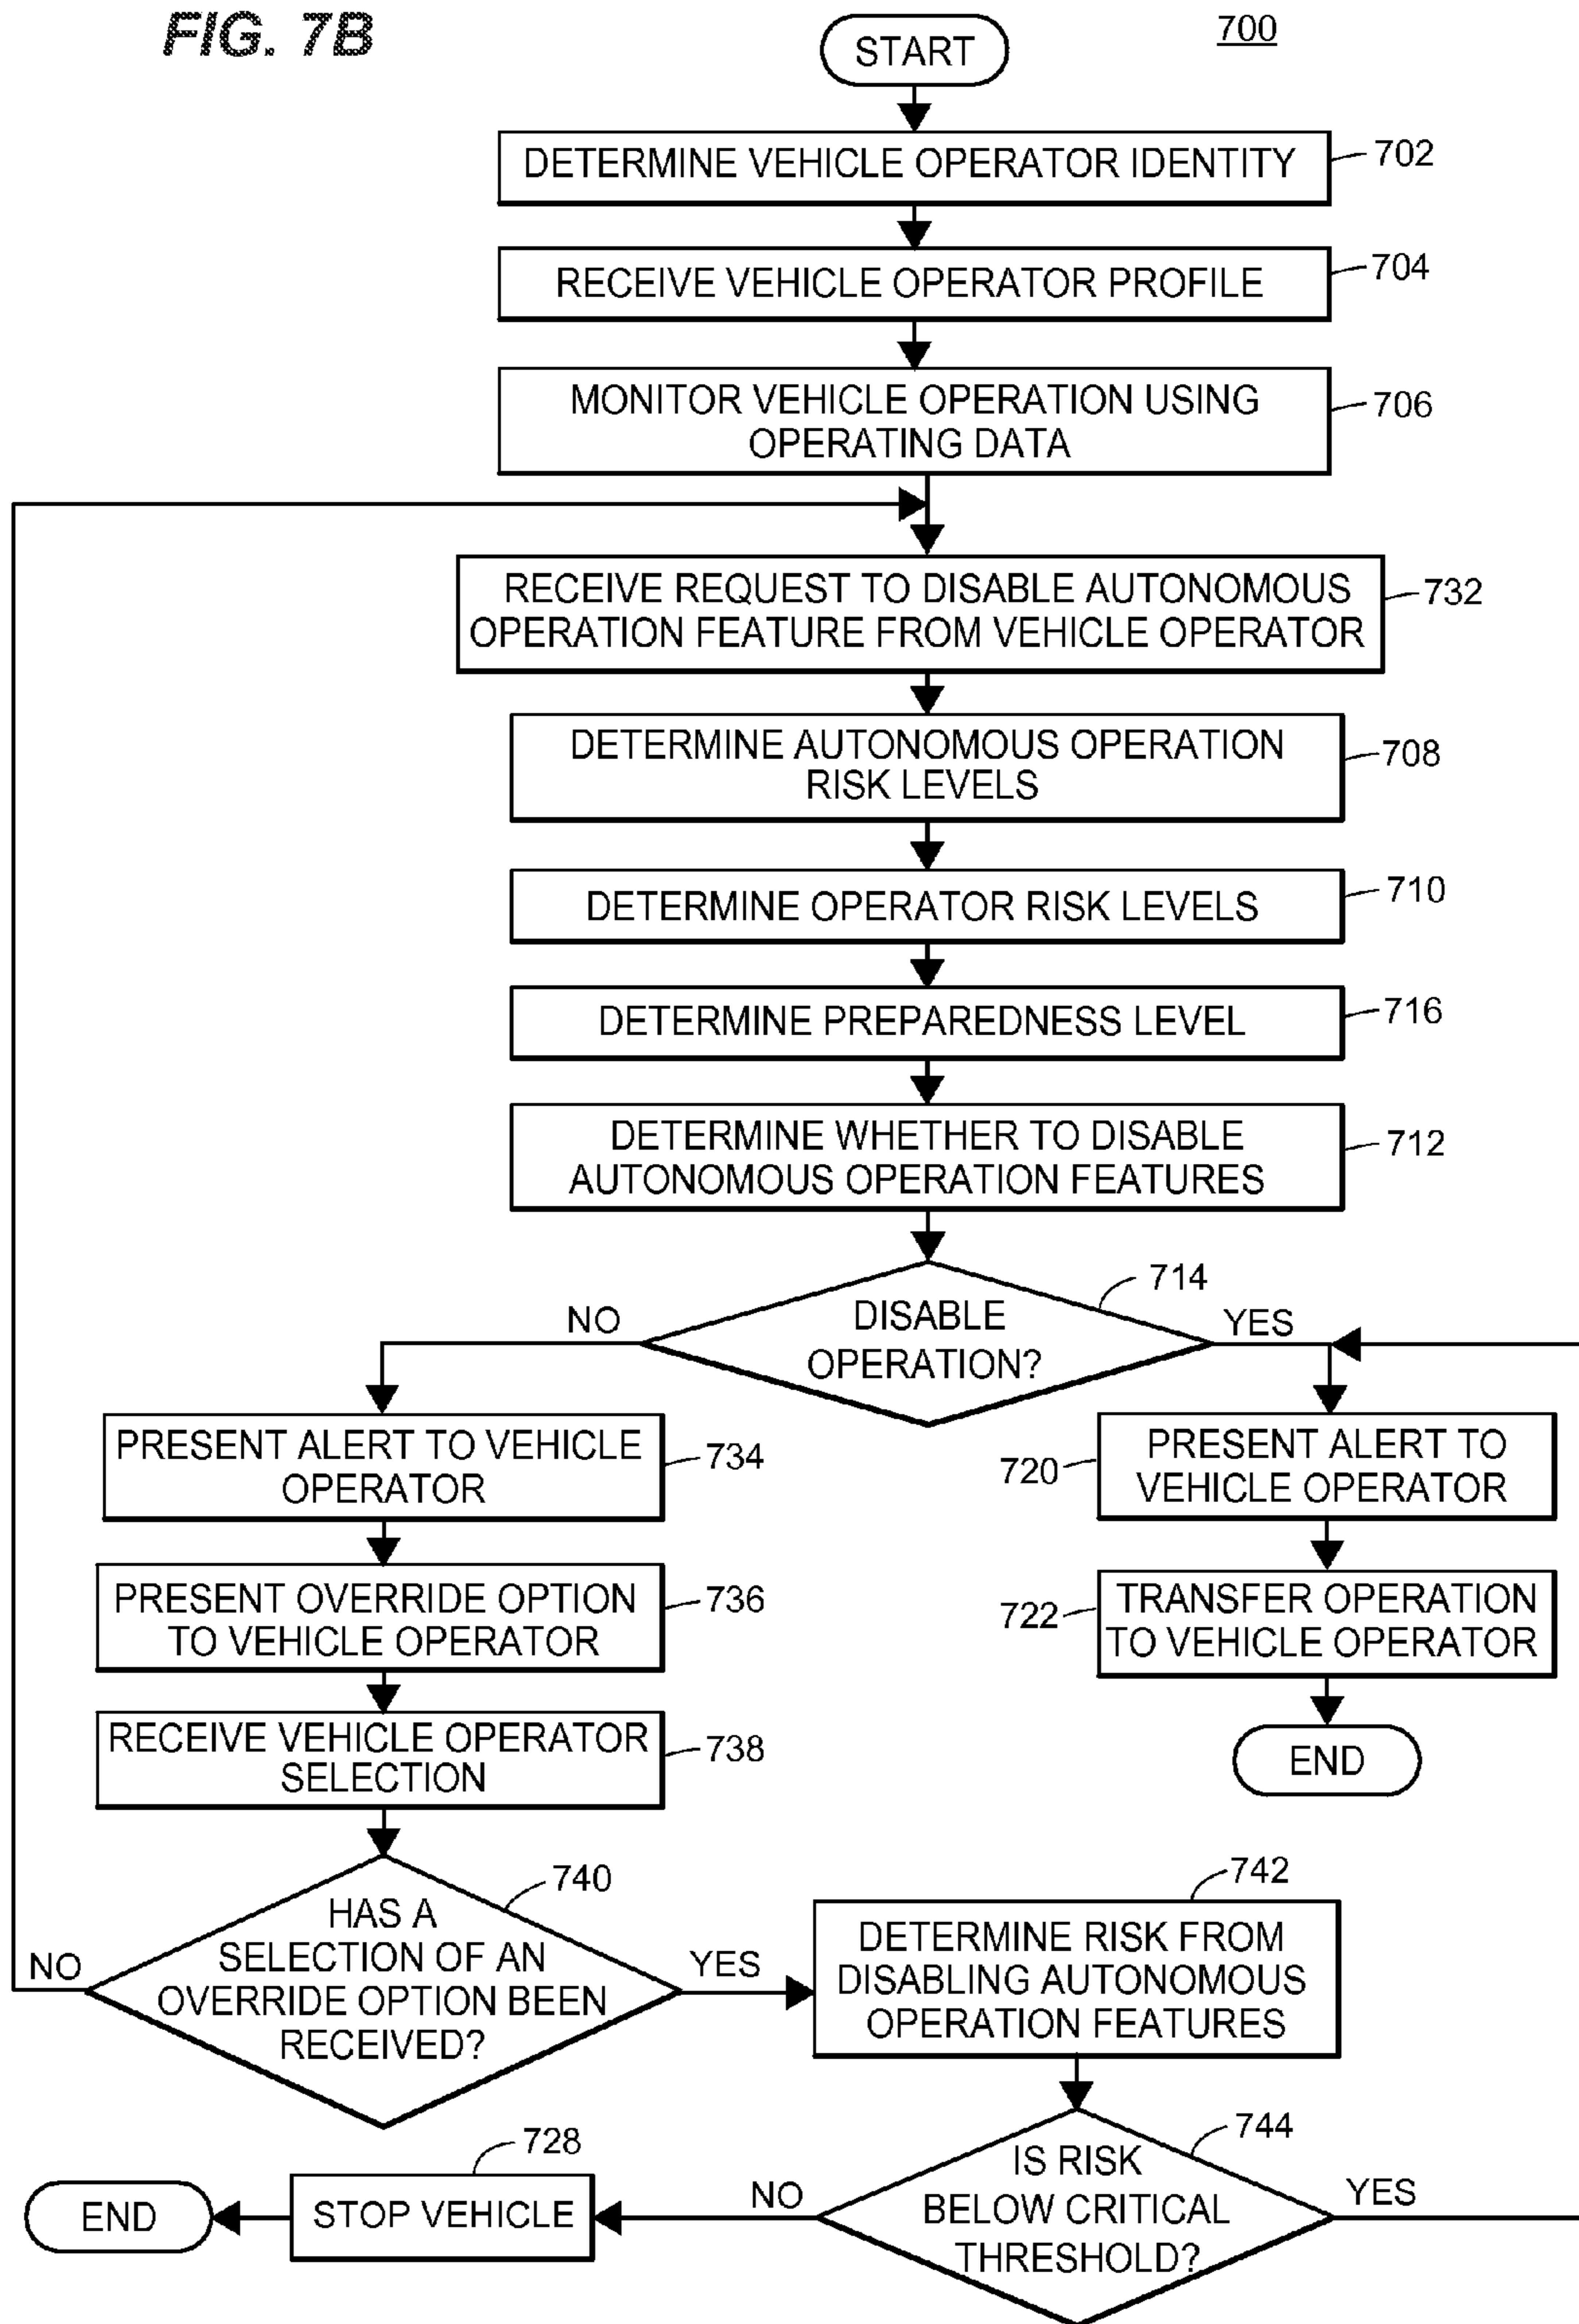 FIG. 7B
700
START
DETERMINE VEHICLE OPERATOR IDENTITY
702
RECEIVE VEHICLE OPERATOR PROFILE
704
MONITOR VEHICLE OPERATION USING
OPERATING DATA
706
RECEIVE REQUEST TO DISABLE AUTONOMOUS
OPERATION FEATURE FROM VEHICLE OPERATOR
732
DETERMINE AUTONOMOUS OPERATION
RISK LEVELS
708
DETERMINE OPERATOR RISK LEVELS
710
DETERMINE PREPAREDNESS LEVEL
716
DETERMINE WHETHER TO DISABLE
AUTONOMOUS OPERATION FEATURES
712
714
DISABLE
OPERATION?
NO
YES
PRESENT ALERT TO VEHICLE
OPERATOR
734
PRESENT ALERT TO
VEHICLE OPERATOR
720
PRESENT OVERRIDE OPTION
TO VEHICLE OPERATOR
736
TRANSFER OPERATION
TO VEHICLE OPERATOR
722
RECEIVE VEHICLE OPERATOR
SELECTION
738
END
740
HAS A
SELECTION OF AN
OVERRIDE OPTION BEEN
RECEIVED?
NO
YES
742
DETERMINE RISK FROM
DISABLING AUTONOMOUS
OPERATION FEATURES
744
IS RISK
BELOW CRITICAL
THRESHOLD?
NO
YES
728
STOP VEHICLE
END